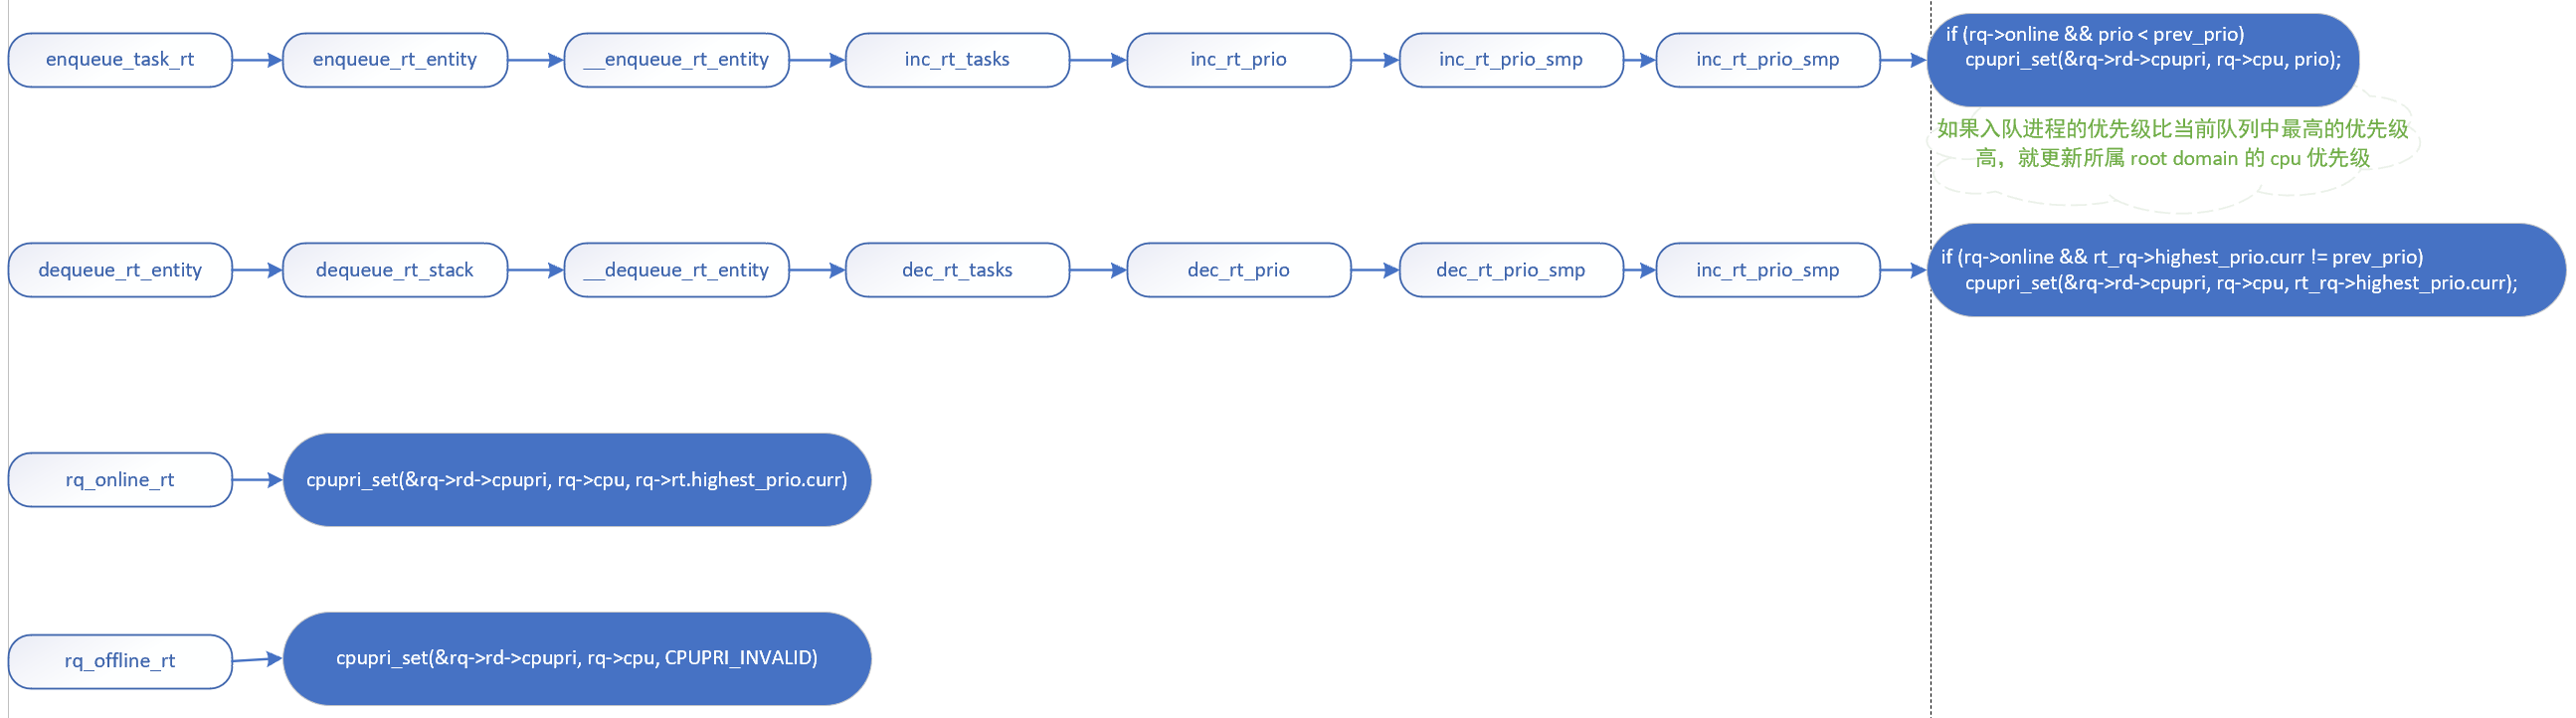 enqueue_task_rt
enqueue_rt_entity
__enqueue_rt_entity
inc_rt_tasks
inc_rt_prio
inc_rt_prio_smp
inc_rt_prio_smp
if (rq->online && prio < prev_prio)
cpupri_set(&rq->rd->cpupri, rq->cpu, prio);
如果入队进程的优先级比当前队列中最高的优先级
高，就更新所属 root domain 的 cpu 优先级
dequeue_rt_entity
dequeue_rt_stack
__dequeue_rt_entity
dec_rt_tasks
dec_rt_prio
dec_rt_prio_smp
inc_rt_prio_smp
if (rq->online && rt_rq->highest_prio.curr != prev_prio)
cpupri_set(&rq->rd->cpupri, rq->cpu, rt_rq->highest_prio.curr);
rq_online_rt
cpupri_set(&rq->rd->cpupri, rq->cpu, rq->rt.highest_prio.curr)
rq_offline_rt
cpupri_set(&rq->rd->cpupri, rq->cpu, CPUPRI_INVALID)